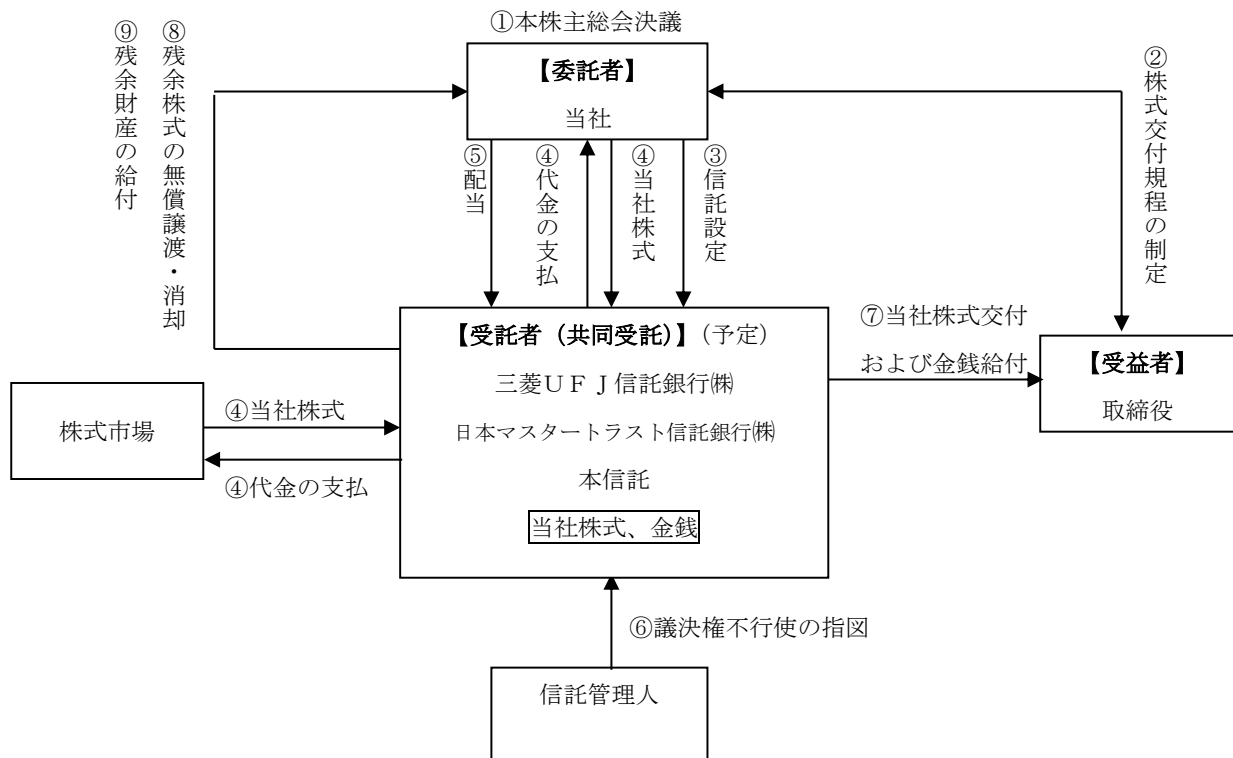 ①本株主総会決議
⑨残余財産の給付
⑧残余株式の無償譲渡・消却
【委託者】
当社
②株式交付規程の制定
⑤配当
④代金の支払
④当社株式
③信託設定
【受託者（共同受託）】（予定）
三菱ＵＦＪ信託銀行㈱
日本マスタートラスト信託銀行㈱
本信託
当社株式、金銭
⑦当社株式交付
および金銭給付
【受益者】
取締役
株式市場
④当社株式
④代金の支払
⑥議決権不行使の指図
信託管理人